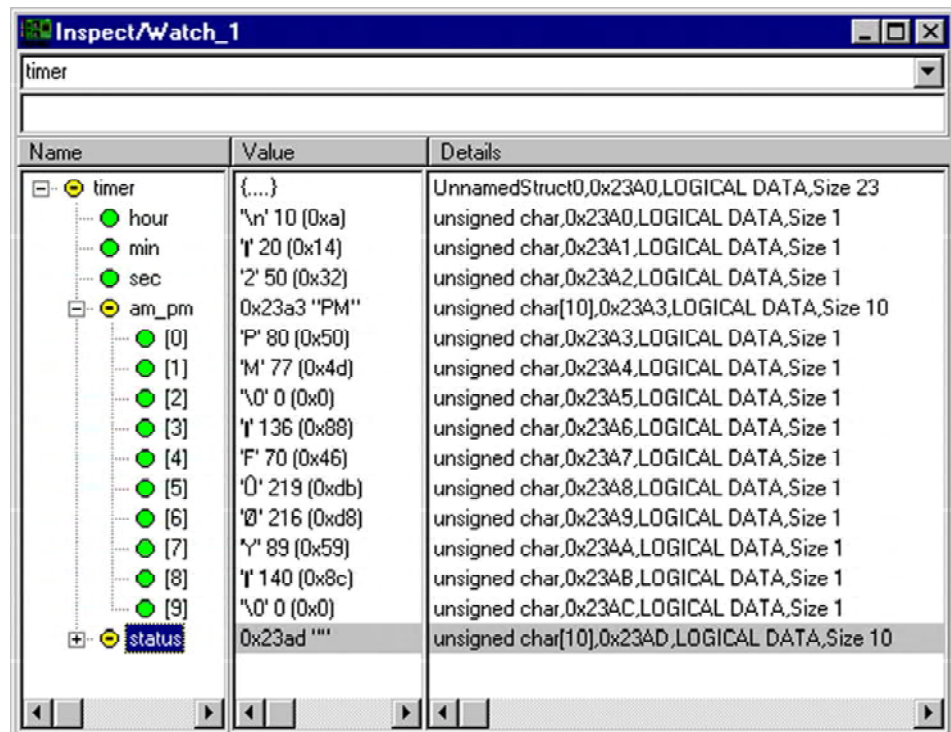 Inspect/Watch_1
timer
Name Value Details
timer {....} UnnamedStruct0,0x23A0,LOGICAL DATA,Size 23
hour '\n' 10 (0xa) unsigned char,0x23A0,LOGICAL DATA,Size 1
min '¶' 20 (0x14) unsigned char,0x23A1,LOGICAL DATA,Size 1
sec '2' 50 (0x32) unsigned char,0x23A2,LOGICAL DATA,Size 1
am_pm 0x23a3 "PM" unsigned char[10],0x23A3,LOGICAL DATA,Size 10
[0] 'P' 80 (0x50) unsigned char,0x23A3,LOGICAL DATA,Size 1
[1] 'M' 77 (0x4d) unsigned char,0x23A4,LOGICAL DATA,Size 1
[2] '\0' 0 (0x0) unsigned char,0x23A5,LOGICAL DATA,Size 1
[3] 136 (0x88) unsigned char,0x23A6,LOGICAL DATA,Size 1
[4] 'F' 70 (0x46) unsigned char,0x23A7,LOGICAL DATA,Size 1
[5] 'Û' 219 (0xdb) unsigned char,0x23A8,LOGICAL DATA,Size 1
[6] 'Ø' 216 (0xd8) unsigned char,0x23A9,LOGICAL DATA,Size 1
[7] 'Y' 89 (0x59) unsigned char,0x23AA,LOGICAL DATA,Size 1
[8] 140 (0x8c) unsigned char,0x23AB,LOGICAL DATA,Size 1
[9] '\0' 0 (0x0) unsigned char,0x23AC,LOGICAL DATA,Size 1
status 0x23ad "" unsigned char[10],0x23AD,LOGICAL DATA,Size 10